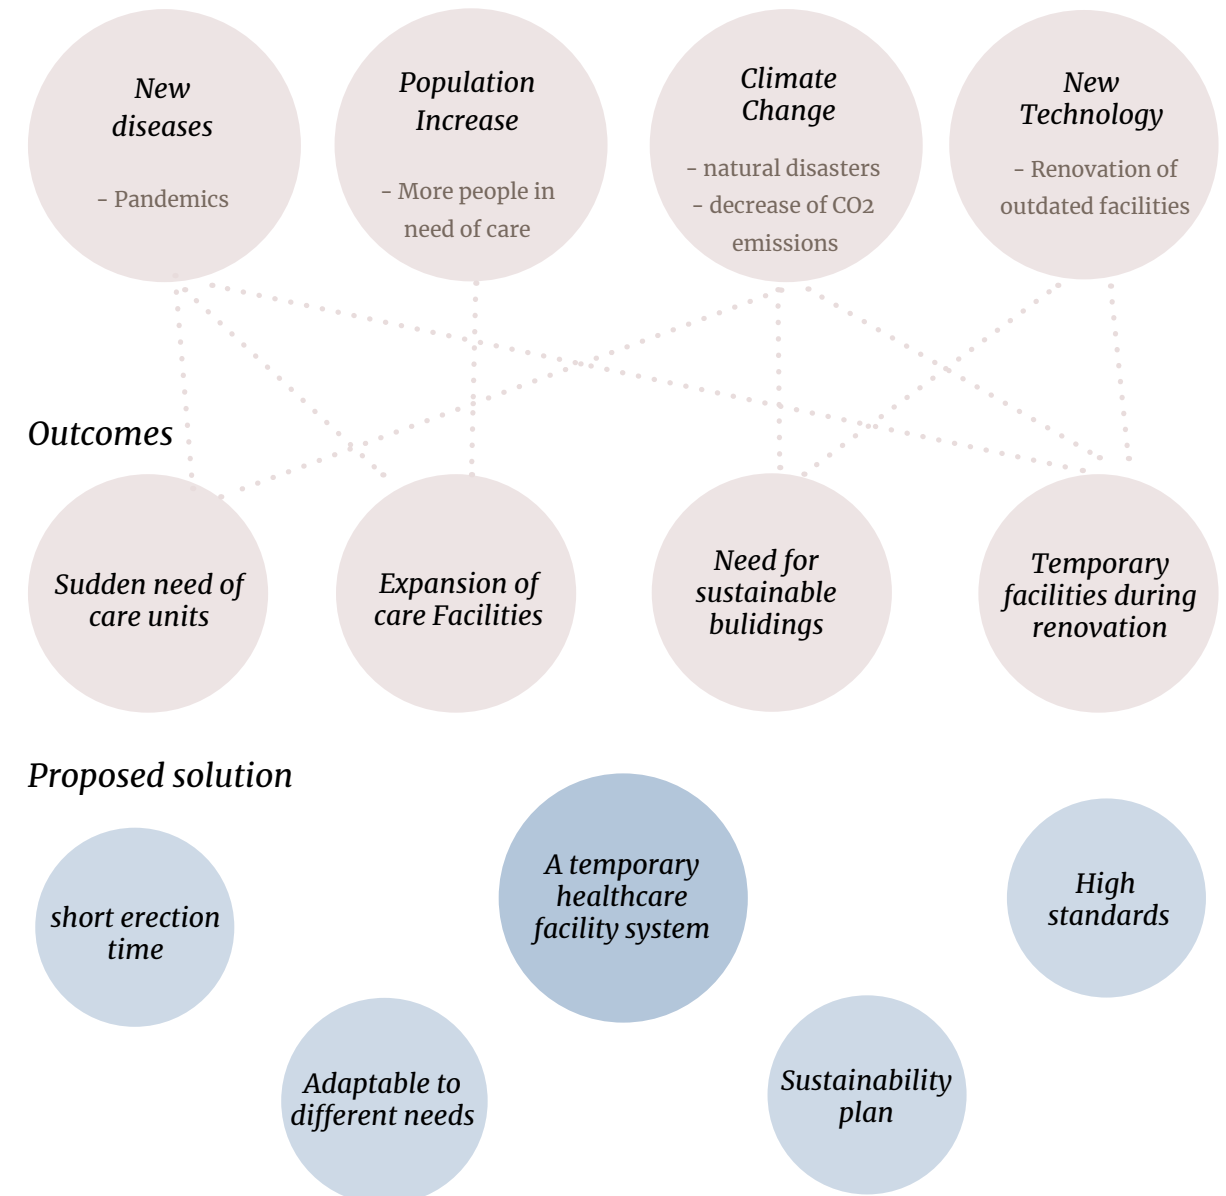 New
diseases
- Pandemics
Population
Increase
- More people in
need of care
Climate
Change
- natural disasters
- decrease of CO2
emissions
New
Technology
- Renovation of
outdated facilities
Outcomes
Sudden need of
care units
Expansion of
care Facilities
Need for
sustainable
bulidings
Temporary
facilities during
renovation
Proposed solution
short erection
time
Adaptable to
different needs
A temporary
healthcare
facility system
Sustainability
plan
High
standards